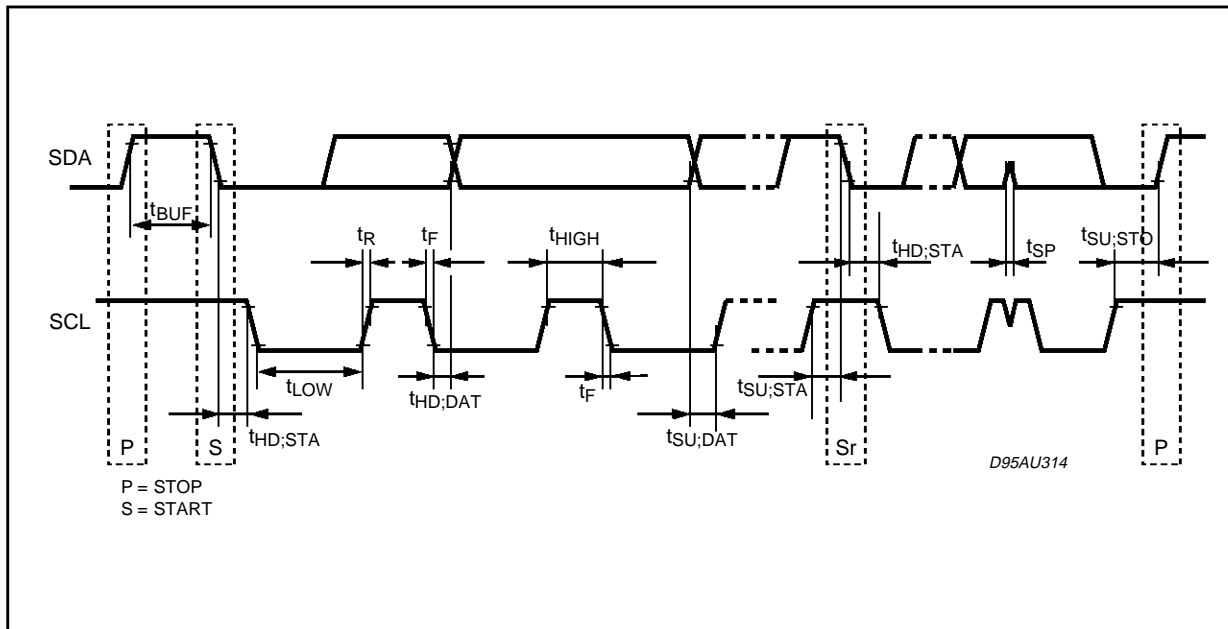 SDA
tBUF
tR
tF
tHIGH
tHD;STA
tSP
tSU;STO
SCL
tLOW
tHD;DAT
tF
tSU;STA
tHD;STA
tSU;DAT
P
S
Sr
P
D95AU314
P = STOP
S = START